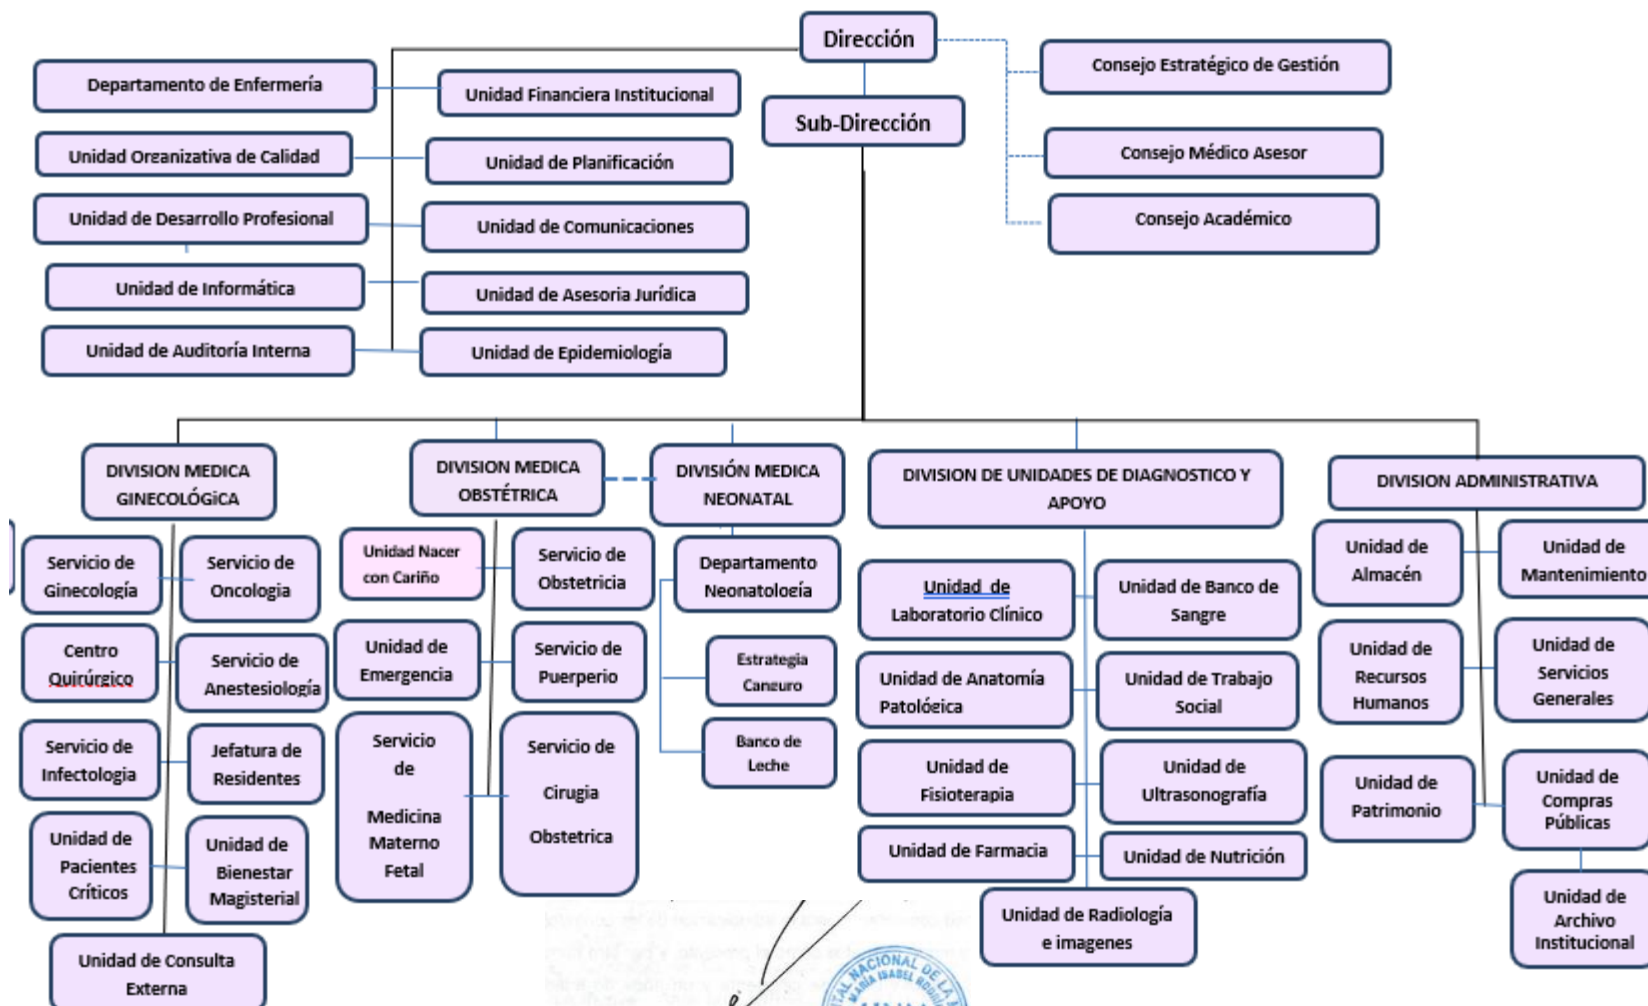 Dirección
Sub-Dirección
Consejo Estratégico de Gestión
Consejo Médico Asesor
Consejo Académico
Departamento de Enfermería
Unidad Financiera Institucional
Unidad Organizativa de Calidad
Unidad de Planificación
Unidad de Desarrollo Profesional
Unidad de Comunicaciones
Unidad de Informática
Unidad de Asesoria Jurídica
Unidad de Auditoría Interna
Unidad de Epidemiología
DIVISION MEDICA
GINECOLÓGiCA
Servicio de
Ginecología
Servicio de
Oncologia
Centro
Quirúrgico
Servicio de
Anestesiología
Servicio de
Infectologia
Jefatura de
Residentes
Unidad de
Pacientes
Críticos
Unidad de
Bienestar
Magisterial
Unidad de Consulta
Externa
DIVISION MEDICA
OBSTÉTRICA
Unidad Nacer
con Cariño
Servicio de
Obstetricia
Unidad de
Emergencia
Servicio de
Puerperio
Servicio
de
Medicina
Materno
Fetal
Servicio de
Cirugia
Obstetrica
DIVISIÓN MEDICA
NEONATAL
Departamento
Neonatología
Estrategia
Canguro
Banco de
Leche
DIVISION DE UNIDADES DE DIAGNOSTICO Y
APOYO
Unidad de
Laboratorio Clínico
Unidad de Banco de
Sangre
Unidad de Anatomía
Patológica
Unidad de Trabajo
Social
Unidad de
Fisioterapia
Unidad de
Ultrasonografía
Unidad de Farmacia
Unidad de Nutrición
Unidad de Radiología
e imagenes
DIVISION ADMINISTRATIVA
Unidad de
Almacén
Unidad de
Mantenimiento
Unidad de
Recursos
Humanos
Unidad de
Servicios
Generales
Unidad de
Patrimonio
Unidad de
Compras
Públicas
Unidad de
Archivo
Institucional
NACIONAL DE LA
MARÍA ISABEL